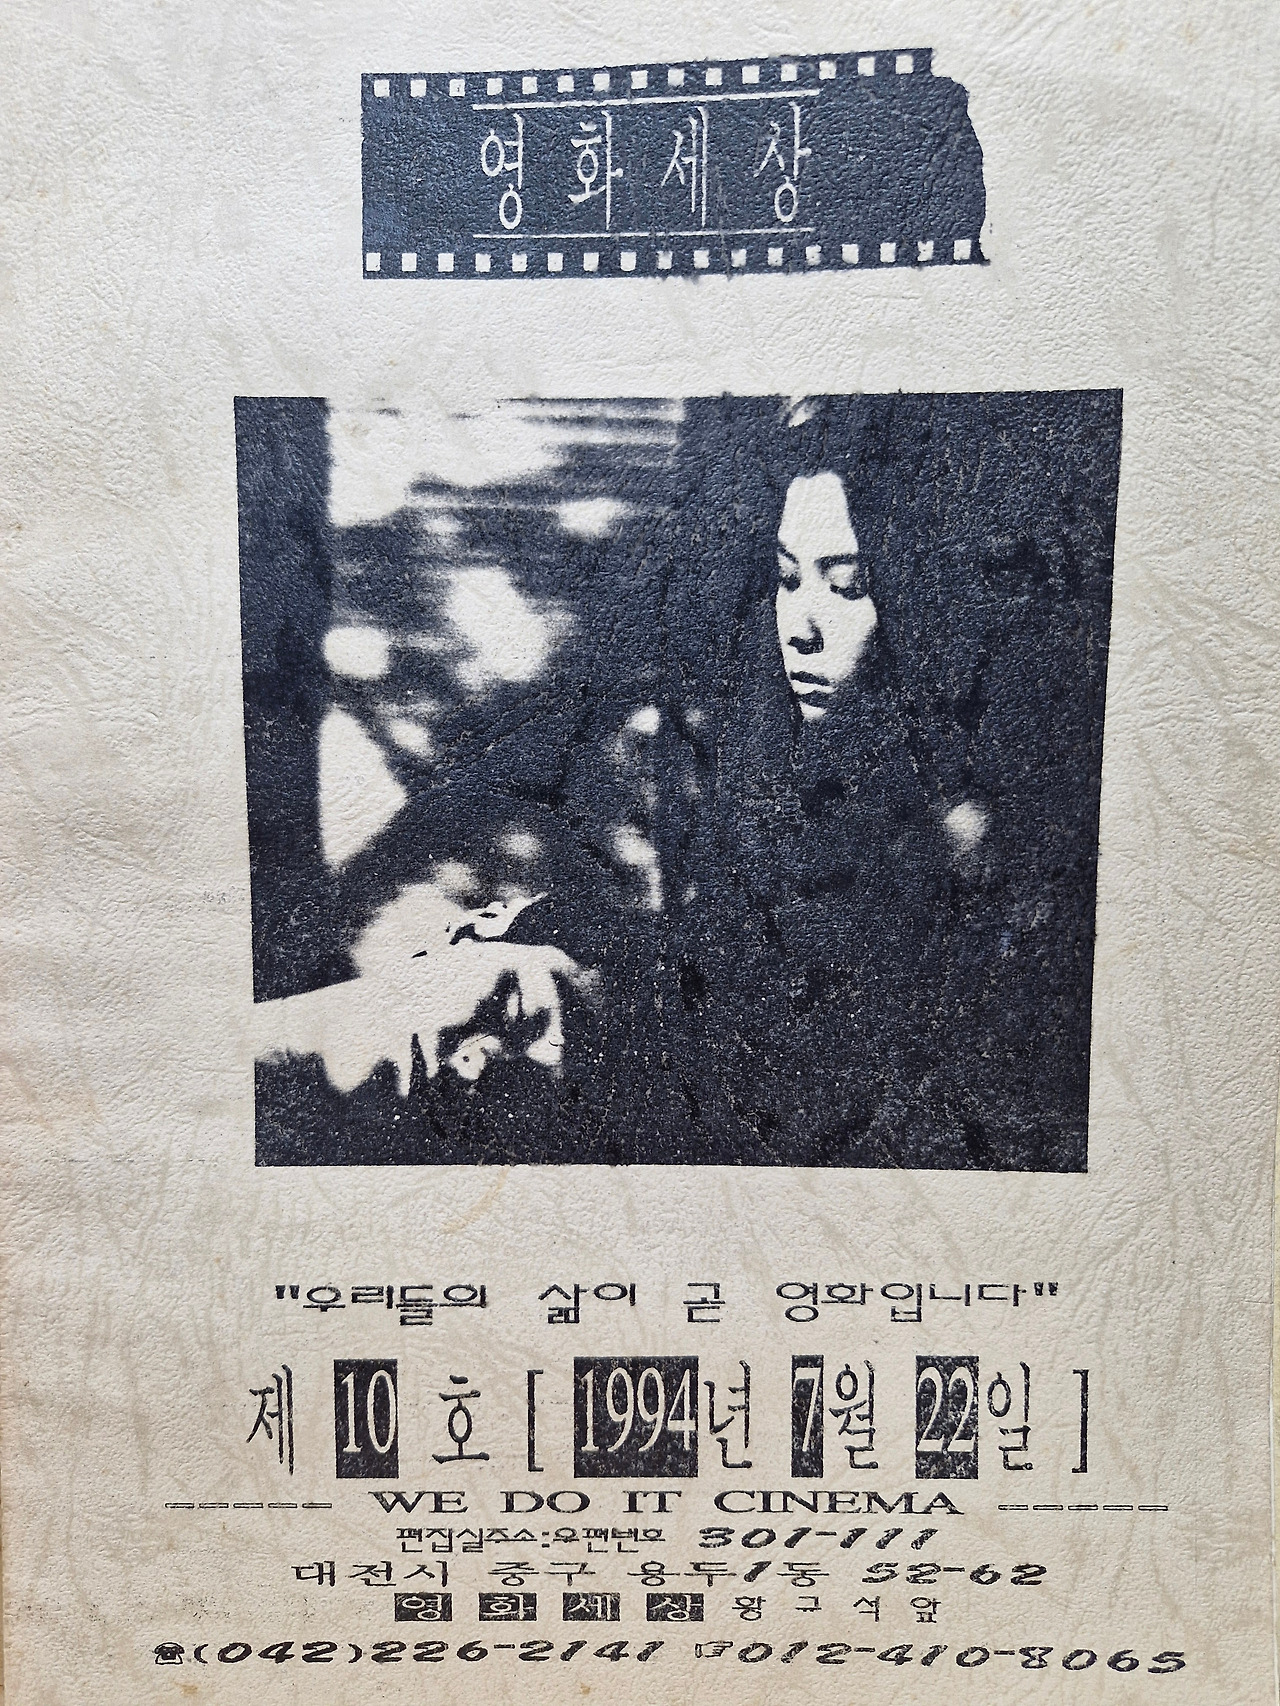 영화세상
"우리들의 삶이 곧 영화입니다"
제 10 호 [ 1994년 7월 22일 ]
----- WE DO IT CINEMA -----
편집실주소:우편번호 301-111
대전시 중구 용두1동 52-62
영화세상 황규석 앞
☎(042)226-2141 ☞012-410-8065